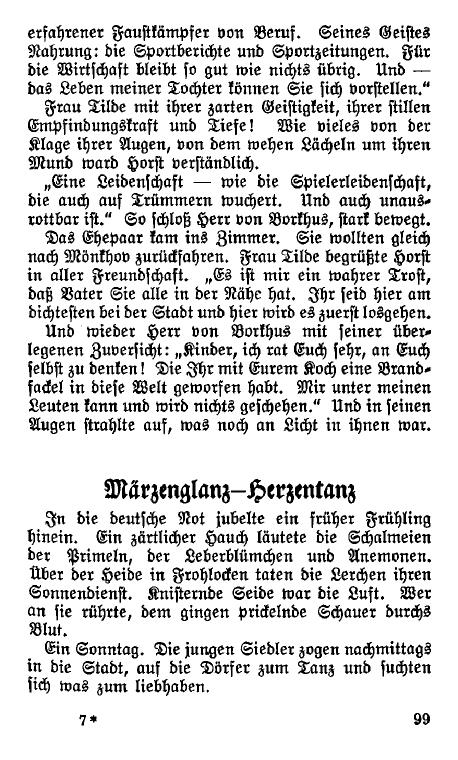 erfahrener Faustkämpfer von Beruf. Seines Geistes
Nahrung: die Sportberichte und Sportzeitungen. Für
die Wirtschaft bleibt so gut wie nichts übrig. Und —
das Leben meiner Tochter können Sie sich vorstellen.“
Frau Tilde mit ihrer zarten Geistigkeit, ihrer stillen
Empfindungskraft und Tiefe! Wie vieles von der
Klage ihrer Augen, von dem wehen Lächeln um ihren
Mund ward Horst verständlich.
„Eine Leidenschaft — wie die Spielerleidenschaft,
die auch auf Trümmern wuchert. Und auch unaus-
rottbar ist.“ So schloß Herr von Borkhus, stark bewegt.
Das Ehepaar kam ins Zimmer. Sie wollten gleich
nach Mönkhov zurückfahren. Frau Tilde begrüßte Horst
in aller Freundschaft. „Es ist mir ein wahrer Trost,
daß Vater Sie alle in der Nähe hat. Ihr seid hier am
dichtesten bei der Stadt und hier wird es zuerst losgehen.
Und wieder Herr von Borkhus mit seiner über-
legenen Zuversicht: „Kinder, ich rat Euch sehr, an Euch
selbst zu denken! Die Ihr mit Eurem Koch eine Brand-
fackel in diese Welt geworfen habt. Mir unter meinen
Leuten kann und wird nichts geschehen.“ Und in seinen
Augen strahlte auf, was noch an Licht in ihnen war.
Märzenglanz—Herzentanz
In die deutsche Not jubelte ein früher Frühling
hinein. Ein zärtlicher Hauch läutete die Schalmeien
der Primeln, der Leberblümchen und Anemonen.
Über der Heide in Frohlocken taten die Lerchen ihren
Sonnendienst. Knisternde Seide war die Luft. Wer
an sie rührte, dem gingen prickelnde Schauer durchs
Blut.
Ein Sonntag. Die jungen Siedler zogen nachmittags
in die Stadt, auf die Dörfer zum Tanz und suchten
sich was zum liebhaben.
7* 99